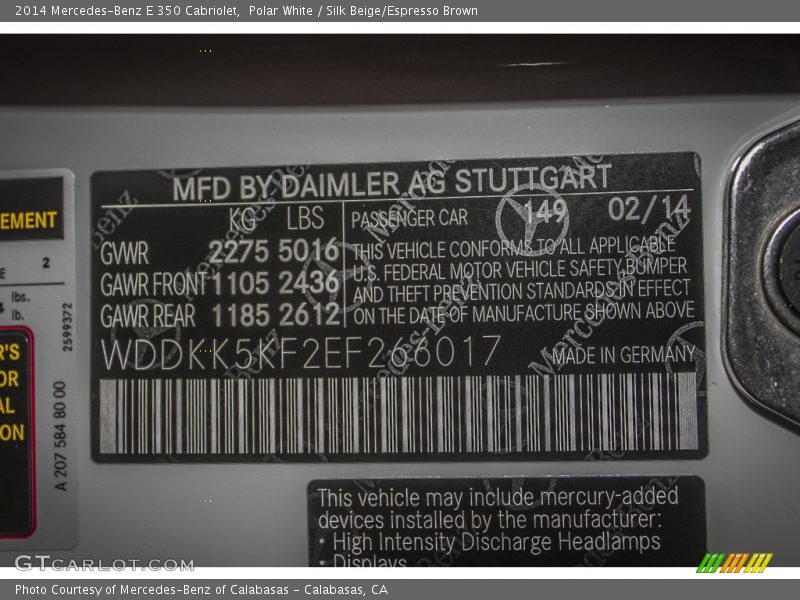 2014 Mercedes-Benz E 350 Cabriolet, Polar White / Silk Beige/Espresso Brown
MFD BY DAIMLER AG STUTTGART
KG LBS
GVWR 2275 5016
GAWR FRONT 1105 2436
GAWR REAR 1185 2612
PASSENGER CAR 149 02/14
THIS VEHICLE CONFORMS TO ALL APPLICABLE
U.S. FEDERAL MOTOR VEHICLE SAFETY, BUMPER
AND THEFT PREVENTION STANDARDS IN EFFECT
ON THE DATE OF MANUFACTURE SHOWN ABOVE
WDDKK5KF2EF266017
MADE IN GERMANY
This vehicle may include mercury-added
devices installed by the manufacturer:
· High Intensity Discharge Headlamps
· Displays
EMENT
2
lbs.
lb.
2599372
A 207 584 80 00
R'S
OR
AL
ON
Mercedes-Benz
GTCARLOT.COM
Photo Courtesy of Mercedes-Benz of Calabasas - Calabasas, CA